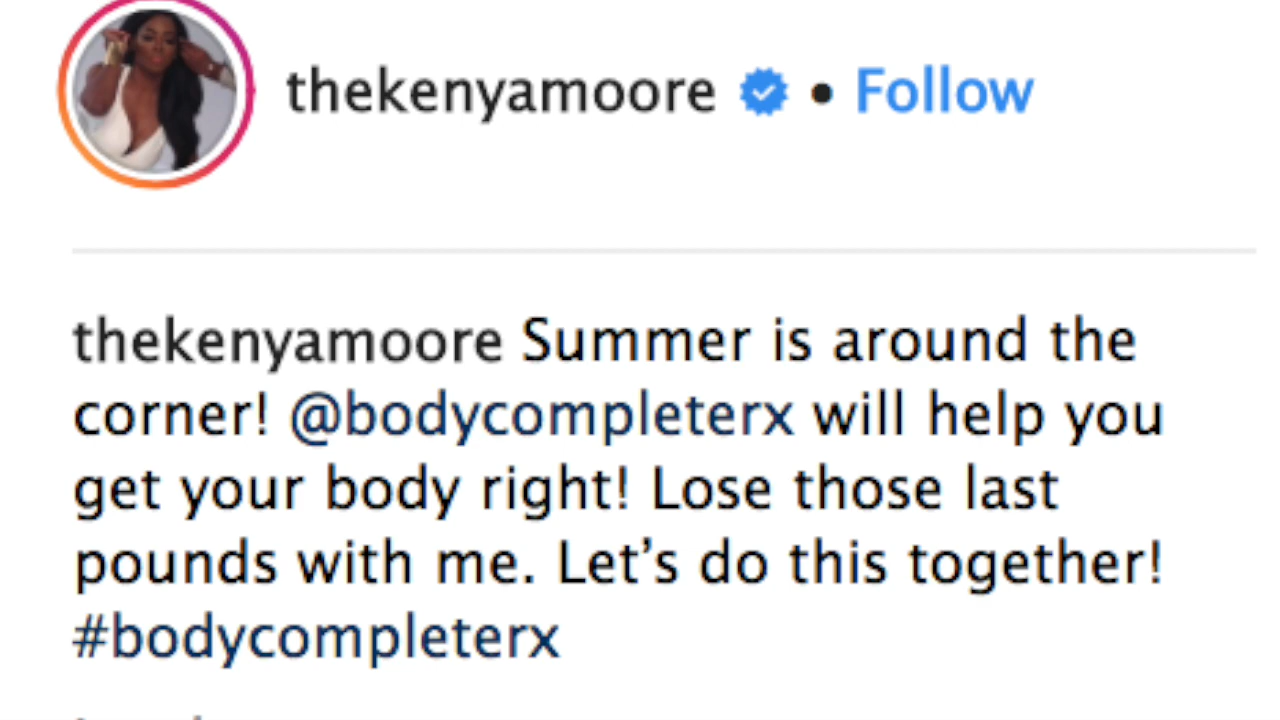 thekenyamoore • Follow
thekenyamoore Summer is around the
corner! @bodycompleterx will help you
get your body right! Lose those last
pounds with me. Let’s do this together!
#bodycompleterx